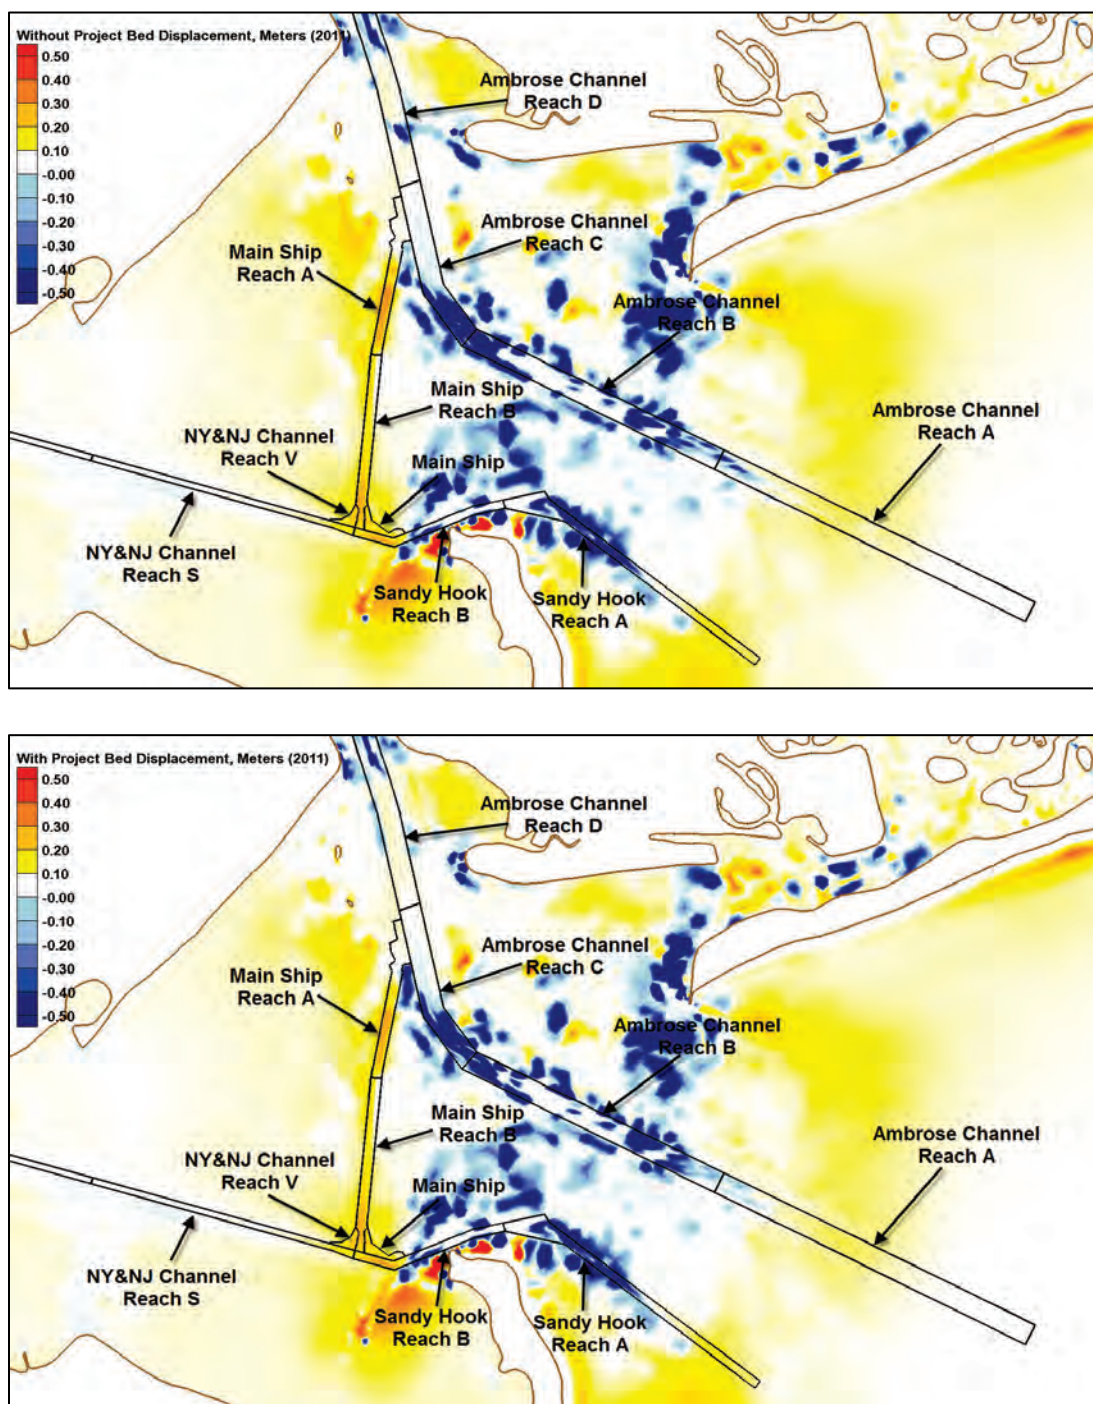 Without Project Bed Displacement, Meters (2011)
0.50
0.40
0.30
0.20
0.10
-0.00
-0.10
-0.20
-0.30
-0.40
-0.50
Ambrose Channel
Reach D
Ambrose Channel
Reach C
Main Ship
Reach A
Ambrose Channel
Reach B
Main Ship
Reach B
Ambrose Channel
Reach A
NY&NJ Channel
Reach V
Main Ship
NY&NJ Channel
Reach S
Sandy Hook
Reach B
Sandy Hook
Reach A
With Project Bed Displacement, Meters (2011)
0.50
0.40
0.30
0.20
0.10
-0.00
-0.10
-0.20
-0.30
-0.40
-0.50
Ambrose Channel
Reach D
Ambrose Channel
Reach C
Main Ship
Reach A
Ambrose Channel
Reach B
Main Ship
Reach B
Ambrose Channel
Reach A
NY&NJ Channel
Reach V
Main Ship
NY&NJ Channel
Reach S
Sandy Hook
Reach B
Sandy Hook
Reach A